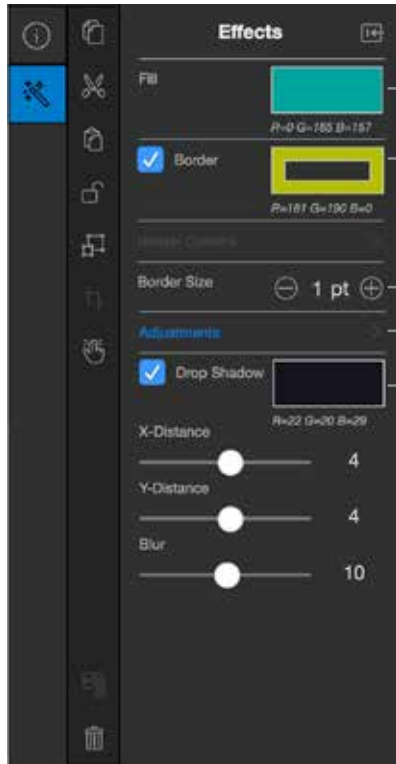 Effects
Fill
R=0 G=165 B=157
Border
R=181 G=190 B=0
Border Size
1 pt
Adjustments
Drop Shadow
R=22 G=20 B=29
X-Distance
4
Y-Distance
4
Blur
10